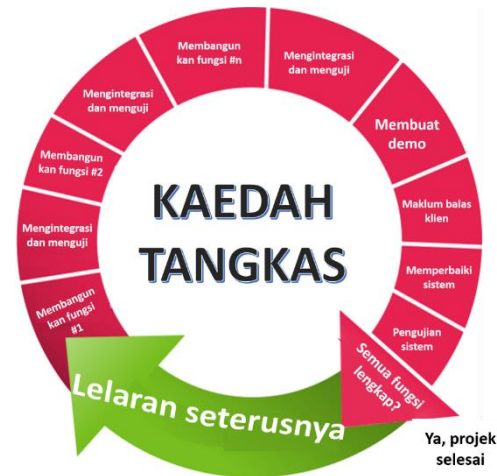 KAEDAH
TANGKAS
Membangun
kan fungsi
#1
Mengintegrasi
dan menguji
Membangun
kan fungsi #2
Mengintegrasi
dan menguji
Membangun
kan fungsi #n
Mengintegrasi
dan menguji
Membuat
demo
Maklum balas
klien
Memperbaiki
sistem
Pengujian
sistem
Semua fungsi
lengkap?
Ya, projek
selesai
Lelaran seterusnya